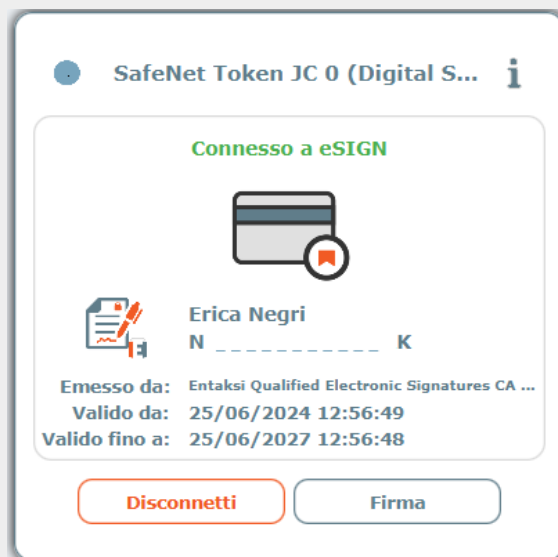 SafeNet Token JC 0 (Digital S... i
Connesso a eSIGN
Erica Negri
N _ _ _ _ _ _ _ _ _ _ _ K
Emesso da: Entaksi Qualified Electronic Signatures CA ...
Valido da: 25/06/2024 12:56:49
Valido fino a: 25/06/2027 12:56:48
Disconnetti Firma